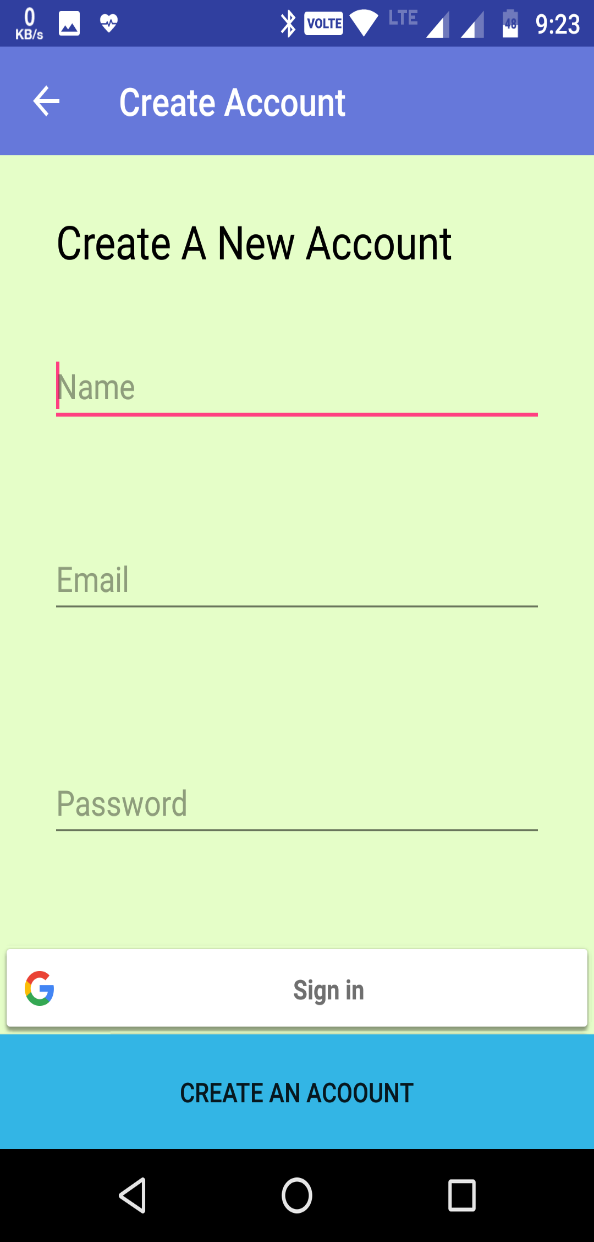 0
KB/s
VOLTE
LTE
48
9:23
Create Account
Create A New Account
Name
Email
Password
Sign in
CREATE AN ACOOUNT